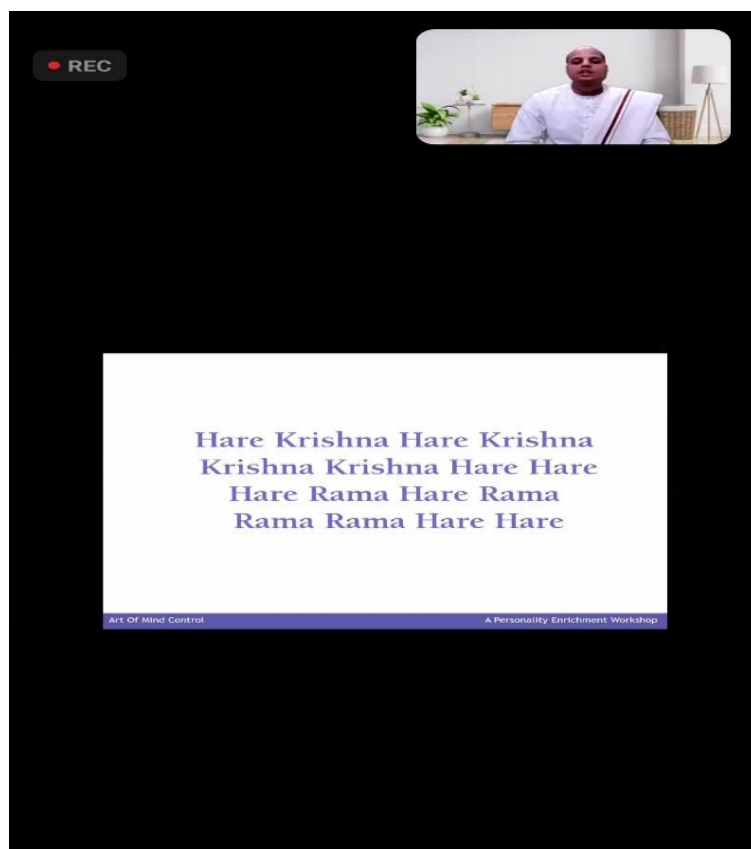 REC
Hare Krishna Hare Krishna
Krishna Krishna Hare Hare
Hare Rama Hare Rama
Rama Rama Hare Hare
Art Of Mind Control
A Personality Enrichment Workshop